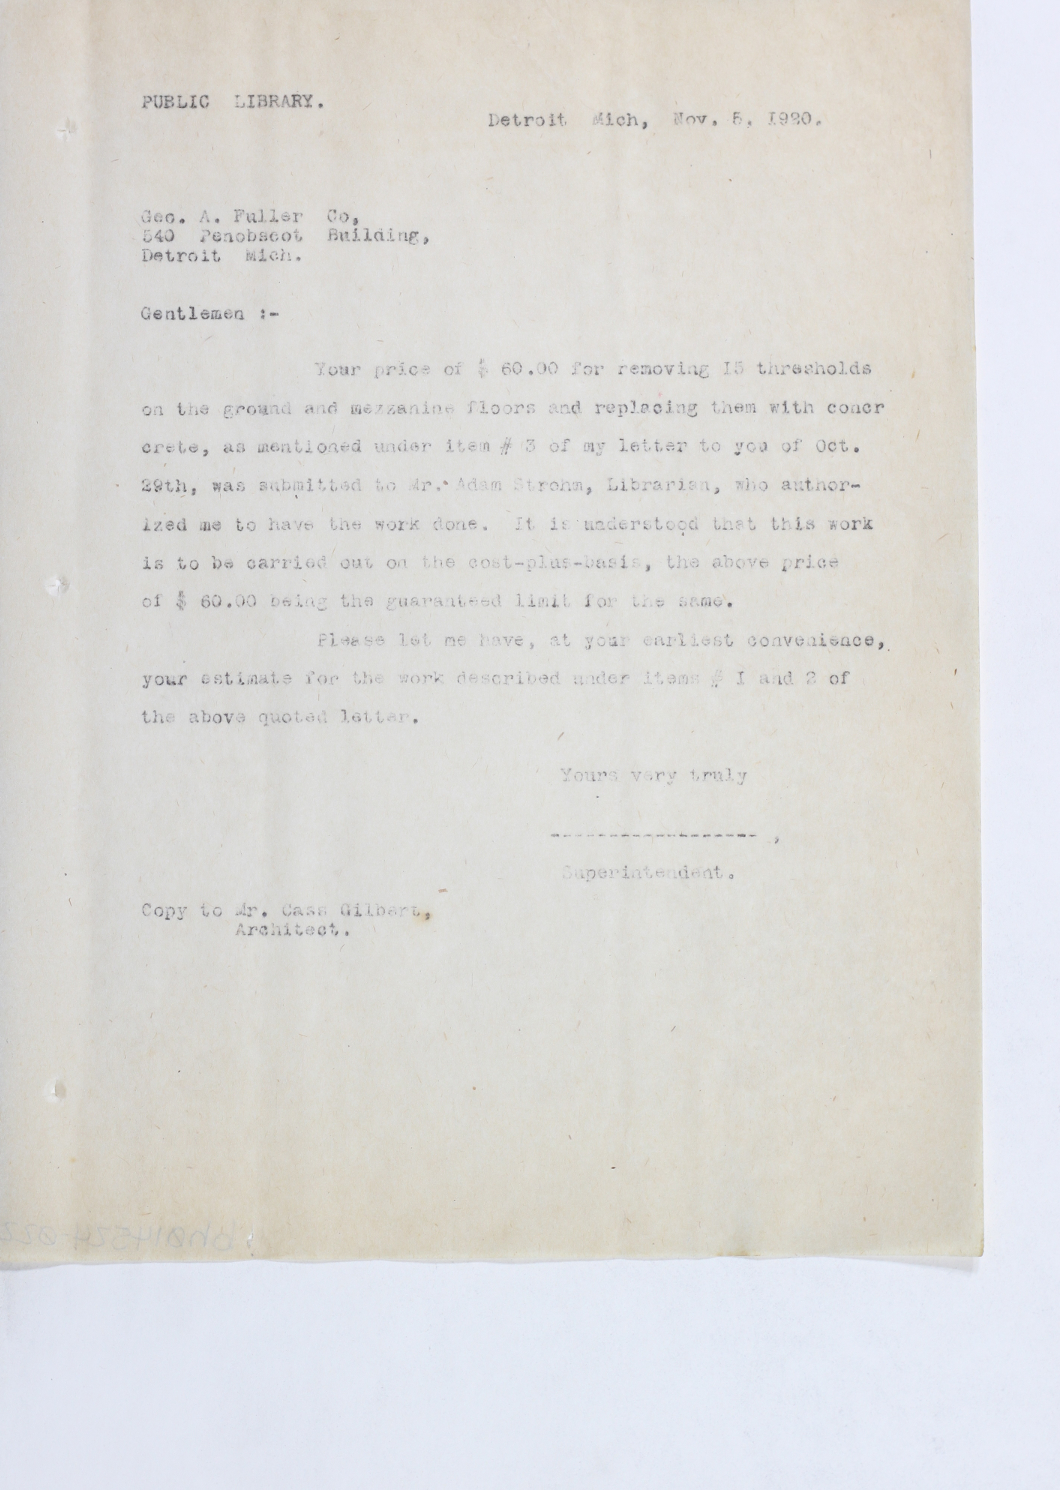 PUBLIC LIBRARY.
Detroit Mich, Nov. 5, I920.
Geo. A. Fuller Co,
540 Penobscot Building,
Detroit Mich.
Gentlemen :-
Your price of $ 60.00 for removing I5 thresholds
on the ground and mezzanine floors and replacing them with concr
crete, as mentioned under item # 3 of my letter to you of Oct.
29th, was submitted to Mr. Adam Strohm, Librarian, who author-
ized me to have the work done. It is understood that this work
is to be carried out on the cost-plus-basis, the above price
of $ 60.00 being the guaranteed limit for the same.
Please let me have, at your earliest convenience,
your estimate for the work described under items # I and 2 of
the above quoted letter.
Yours very truly
------------------ ,
Superintendent.
Copy to Mr. Cass Gilbert,
Architect.